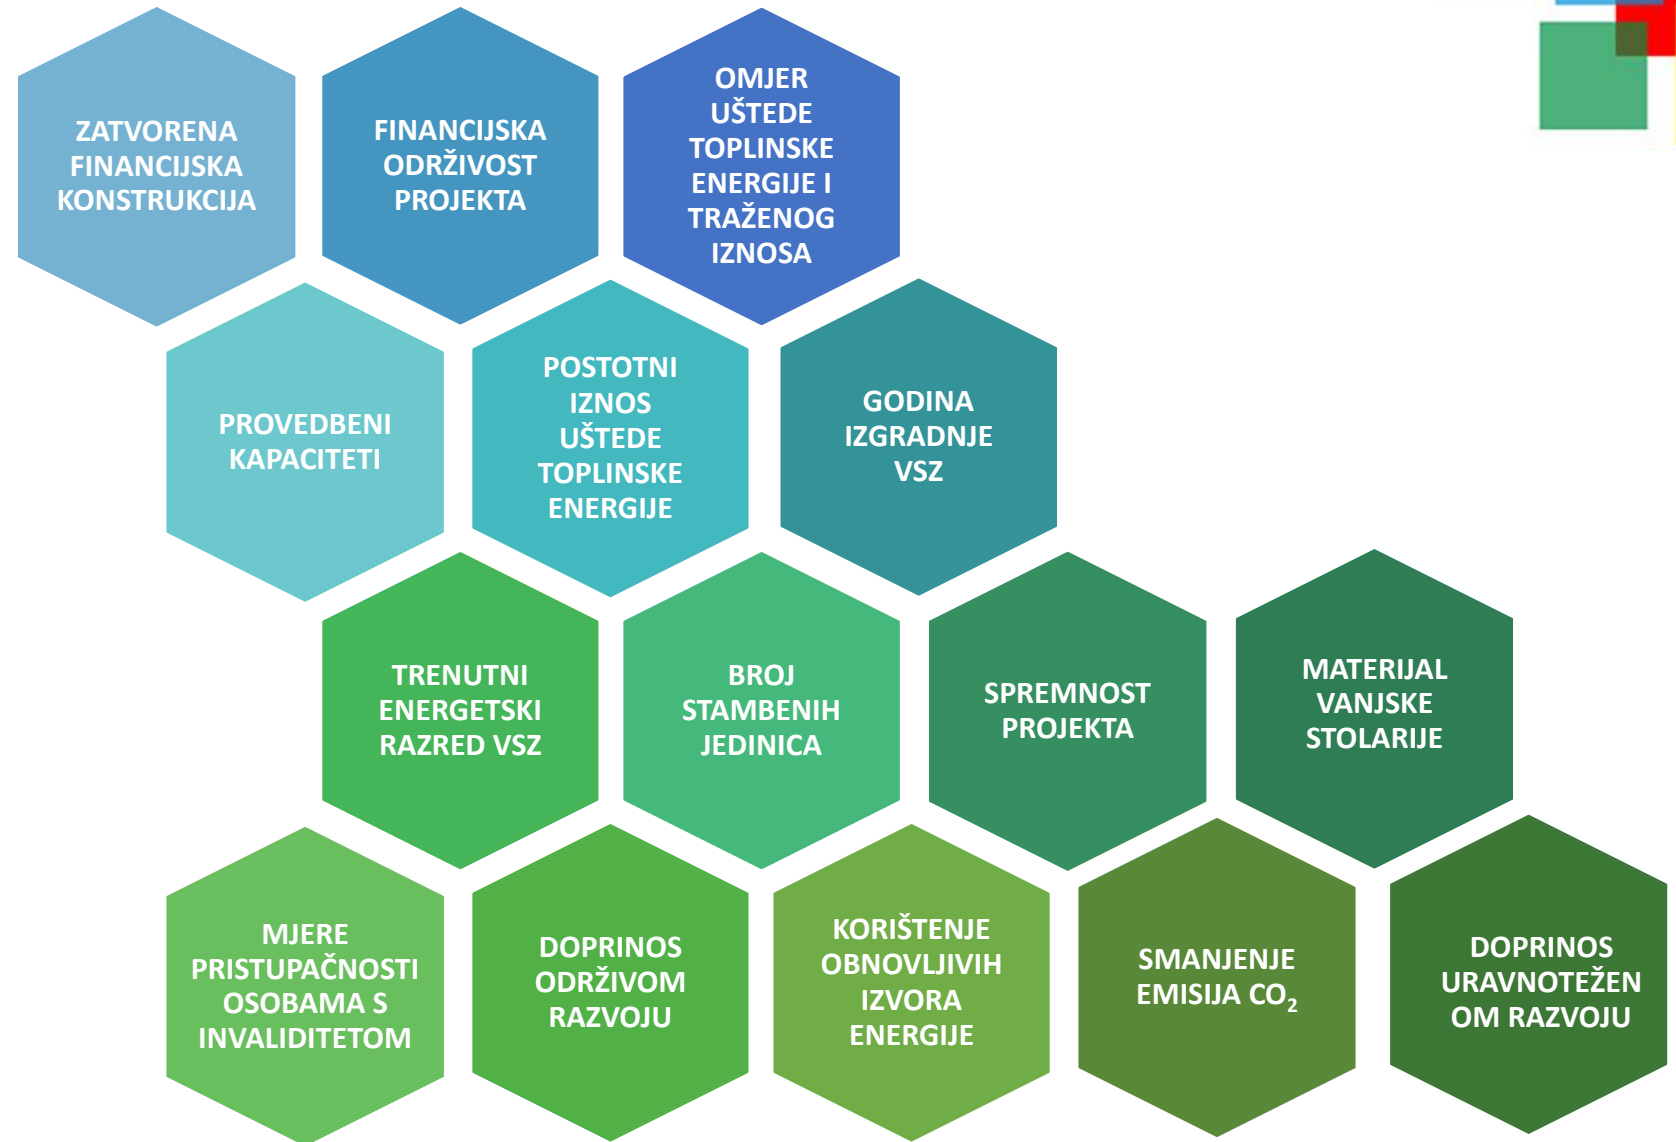 ZATVORENA
FINANCIJSKA
KONSTRUKCIJA
FINANCIJSKA
ODRŽIVOST
PROJEKTA
OMJER
UŠTEDE
TOPLINSKE
ENERGIJE I
TRAŽENOG
IZNOSA
PROVEDBENI
KAPACITETI
POSTOTNI
IZNOS
UŠTEDE
TOPLINSKE
ENERGIJE
GODINA
IZGRADNJE
VSZ
TRENUTNI
ENERGETSKI
RAZRED VSZ
BROJ
STAMBENIH
JEDINICA
SPREMNOST
PROJEKTA
MATERIJAL
VANJSKE
STOLARIJE
MJERE
PRISTUPAČNOSTI
OSOBAMA S
INVALIDITETOM
DOPRINOS
ODRŽIVOM
RAZVOJU
KORIŠTENJE
OBNOVLJIVIH
IZVORA
ENERGIJE
SMANJENJE
EMISIJA CO₂
DOPRINOS
URAVNOTEŽEN
OM RAZVOJU